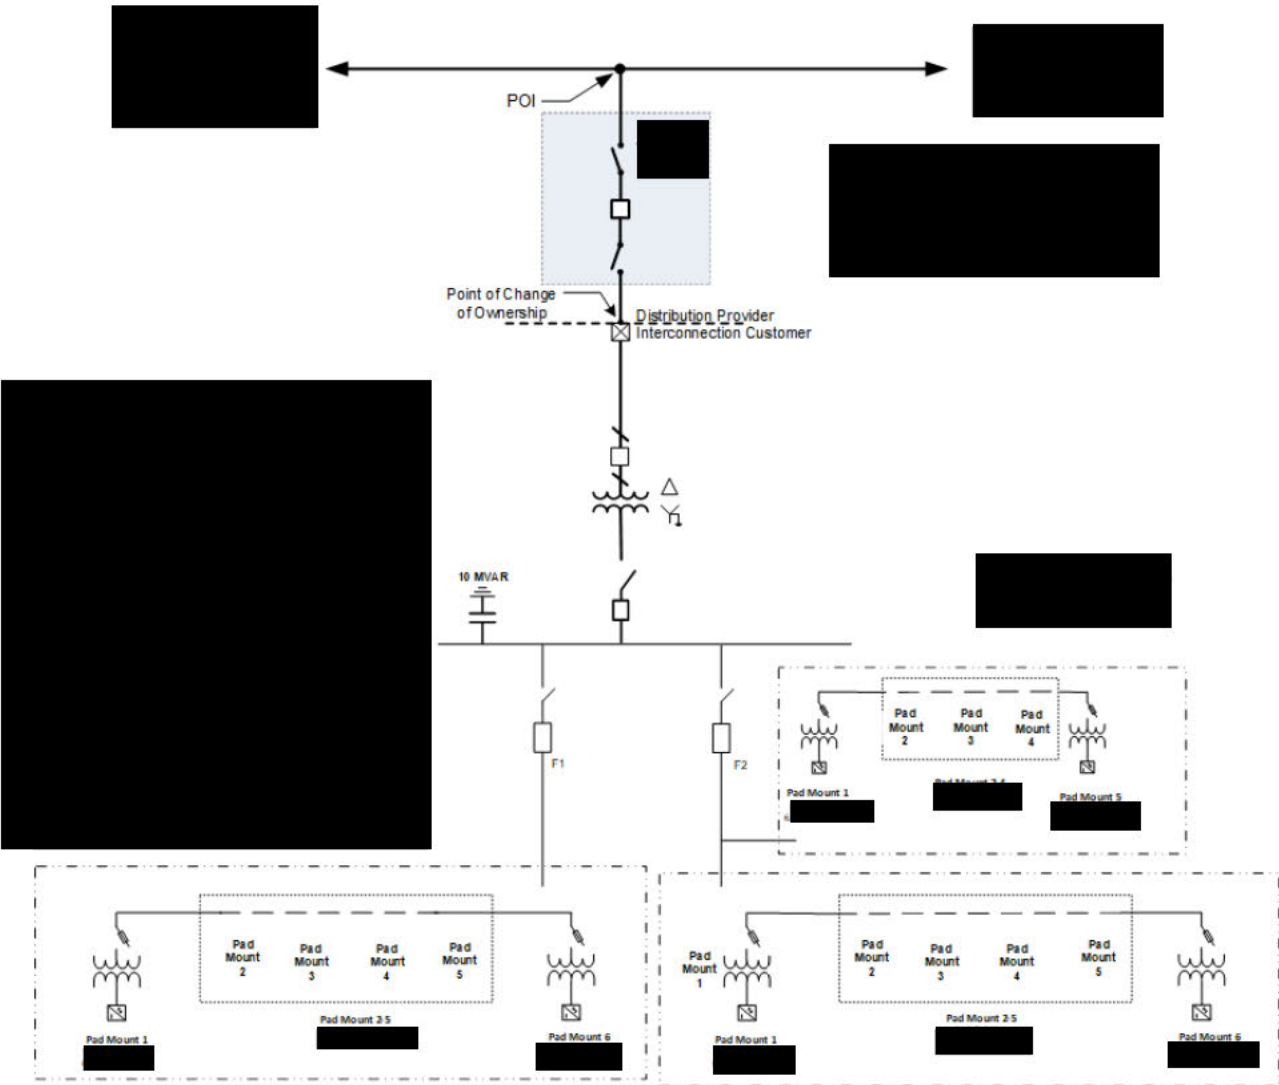 POI
Point of Change
of Ownership
Distribution Provider
Interconnection Customer
10 MVAR
F1
F2
Pad
Mount
2
Pad
Mount
3
Pad
Mount
4
Pad Mount 1
Pad Mount 2-4
Pad Mount 5
Pad
Mount
2
Pad
Mount
3
Pad
Mount
4
Pad
Mount
5
Pad Mount 1
Pad Mount 2-5
Pad Mount 6
Pad
Mount
1
Pad
Mount
2
Pad
Mount
3
Pad
Mount
4
Pad
Mount
5
Pad Mount 1
Pad Mount 2-5
Pad Mount 6